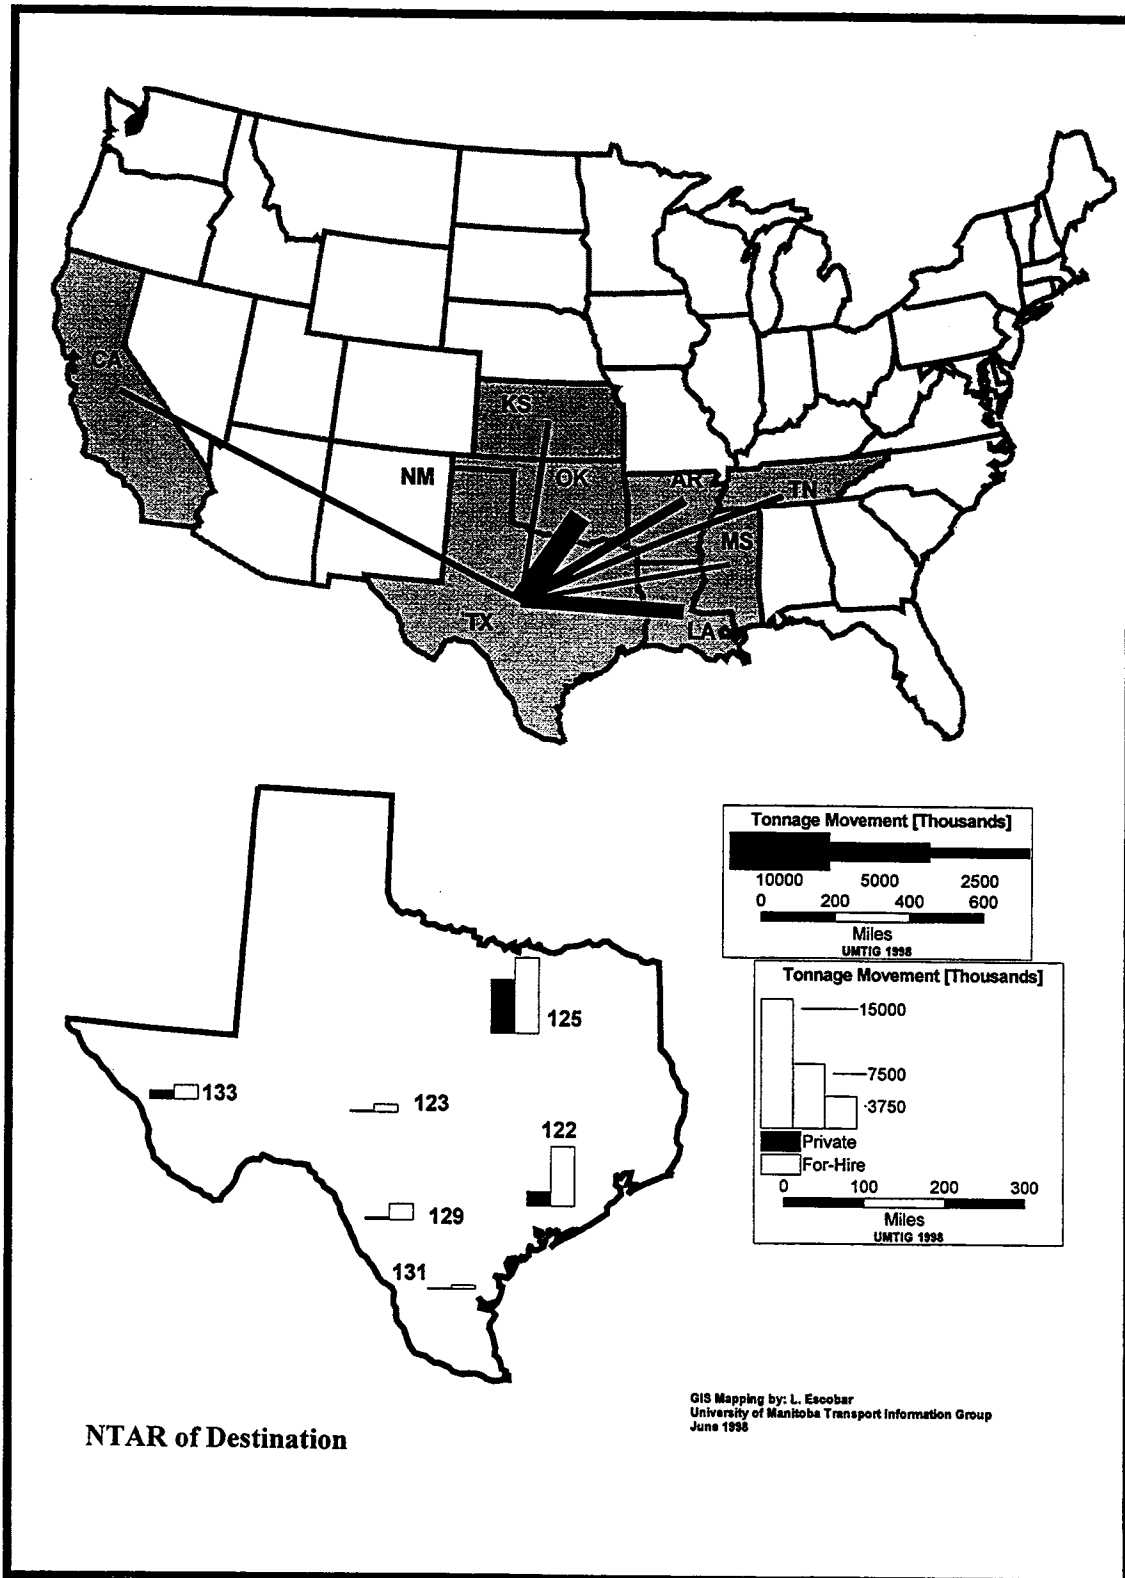 CA
KS
NM
OK
AR
TN
MS
TX
LA
Tonnage Movement [Thousands]
10000 5000 2500
0 200 400 600
Miles
UMTIG 1998
Tonnage Movement [Thousands]
15000
7500
3750
Private
For-Hire
0 100 200 300
Miles
UMTIG 1998
125
133
123
122
129
131
GIS Mapping by: L. Escobar
University of Manitoba Transport Information Group
June 1998
NTAR of Destination